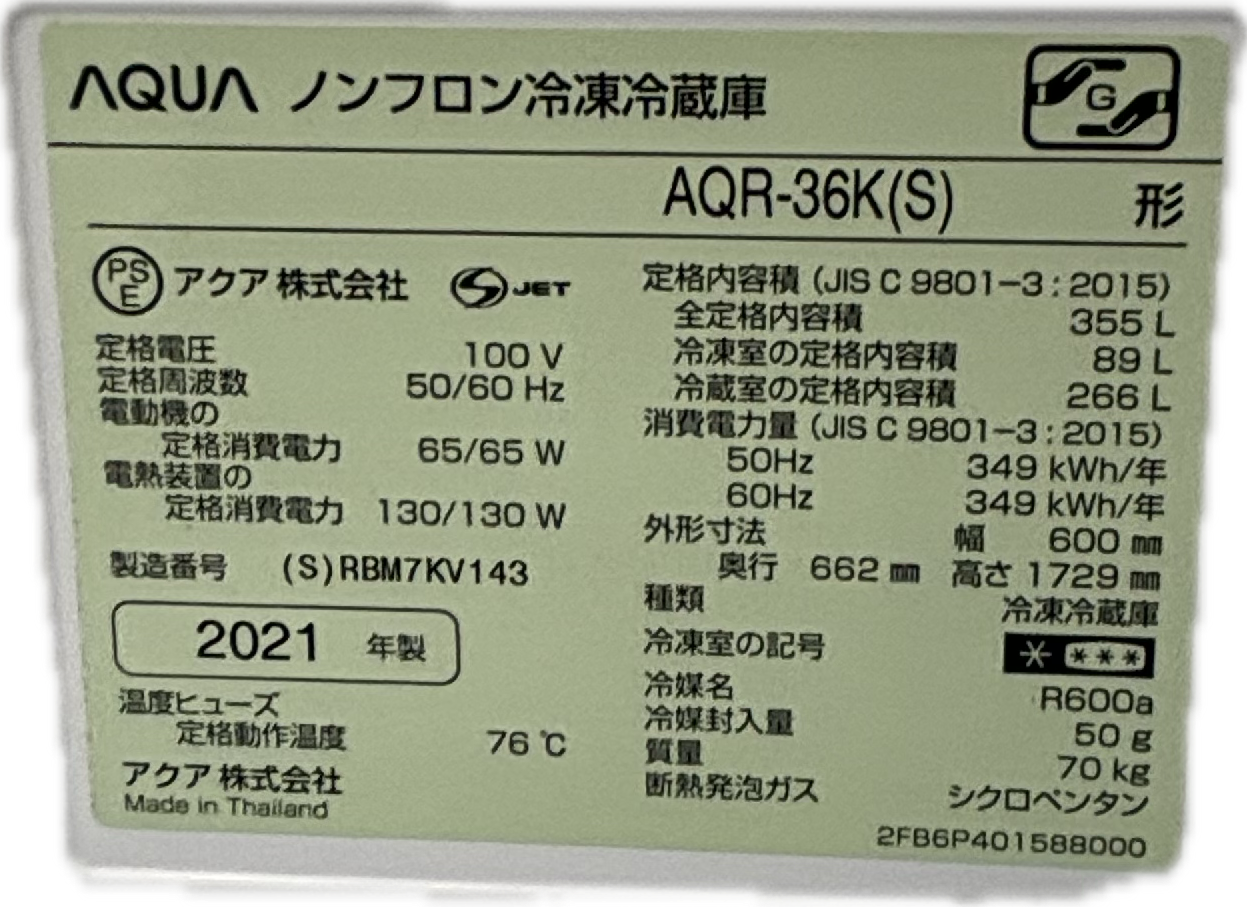 AQUA ノンフロン冷凍冷蔵庫
G
AQR-36K(S) 形
PSE アクア 株式会社 S JET
定格電圧 100 V
定格周波数 50/60 Hz
電動機の
定格消費電力 65/65 W
電熱装置の
定格消費電力 130/130 W
製造番号 (S)RBM7KV143
2021 年製
温度ヒューズ
定格動作温度 76 ℃
アクア 株式会社
Made in Thailand
定格内容積 (JIS C 9801-3:2015)
全定格内容積 355 L
冷凍室の定格内容積 89 L
冷蔵室の定格内容積 266 L
消費電力量 (JIS C 9801-3:2015)
50Hz 349 kWh/年
60Hz 349 kWh/年
外形寸法 幅 600 ㎜
奥行 662 ㎜ 高さ 1729 ㎜
種類 冷凍冷蔵庫
冷凍室の記号 * ***
冷媒名 R600a
冷媒封入量 50 g
質量 70 kg
断熱発泡ガス シクロペンタン
2FB6P401588000